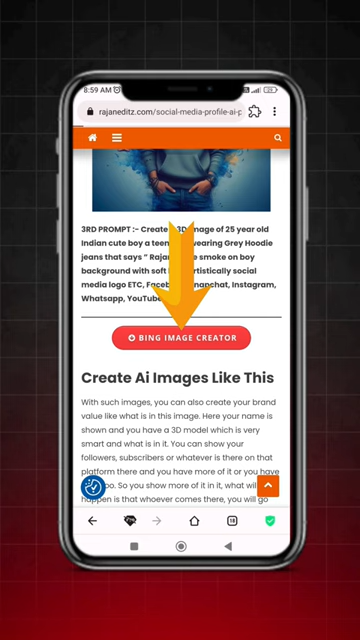 8:59 AM
rajaneditz.com/social-media-profile-ai-p
3RD PROMPT :- Create 3D image of 25 year old
Indian cute boy a teen wearing Grey Hoodie
jeans that says " Raja smoke on boy
background with soft artistically social
media logo ETC, Faceb napchat, Instagram,
Whatsapp, YouTube
BING IMAGE CREATOR
Create Ai Images Like This
With such images, you can also create your brand
value like what is in this image. Here your name is
shown and you have a 3D model which is very
smart and what is in it. You can show your
followers, subscribers or whatever is there on that
platform there and you have more of it or you have
too. So you show more of it in it, what will
happen is that whoever comes there, you will go
18